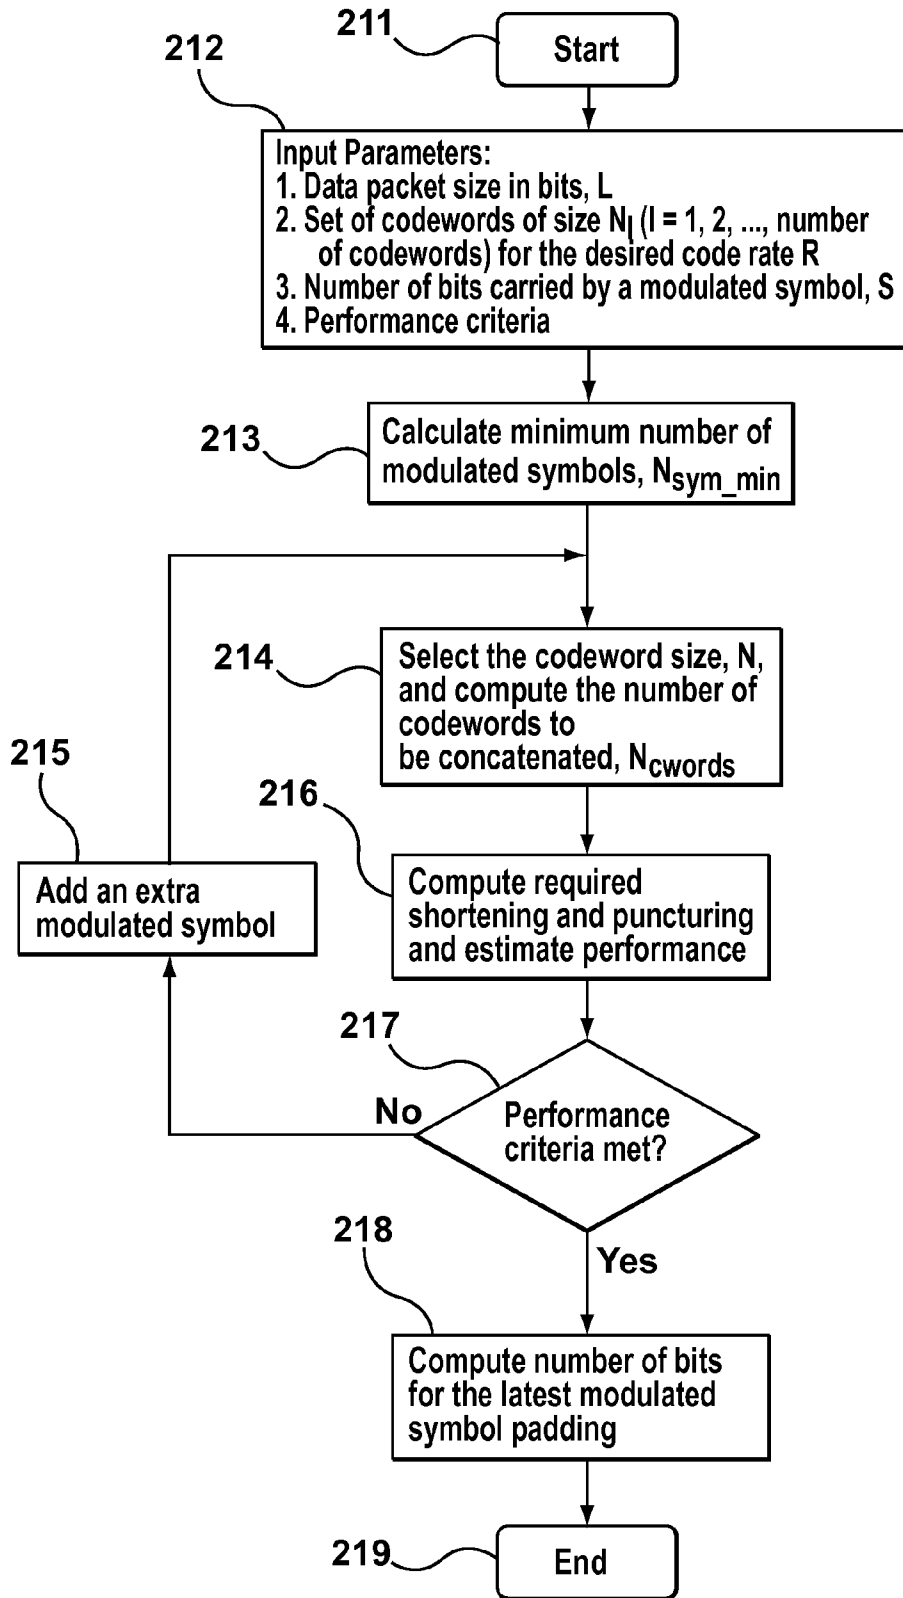 211
Start
212
Input Parameters:
1. Data packet size in bits, L
2. Set of codewords of size Nl (l = 1, 2, ..., number
of codewords) for the desired code rate R
3. Number of bits carried by a modulated symbol, S
4. Performance criteria
213
Calculate minimum number of
modulated symbols, Nsym_min
214
Select the codeword size, N,
and compute the number of
codewords to
be concatenated, Ncwords
215
Add an extra
modulated symbol
216
Compute required
shortening and puncturing
and estimate performance
217
No
Performance
criteria met?
218
Yes
Compute number of bits
for the latest modulated
symbol padding
219
End